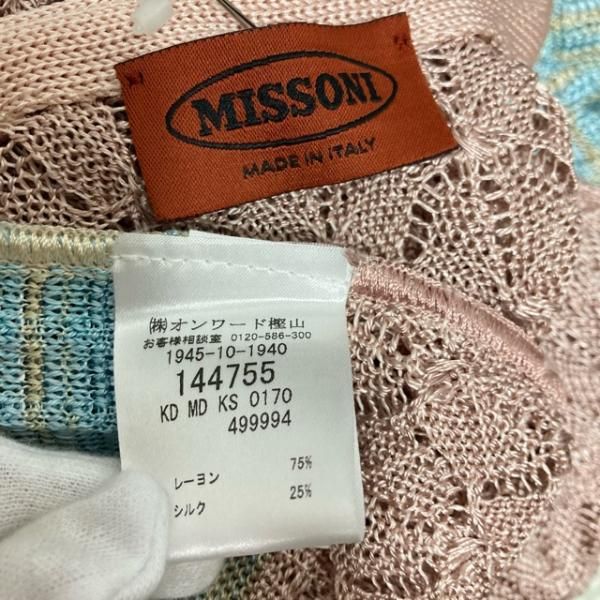 MISSONI
MADE IN ITALY
㈱オンワード樫山
お客様相談室 0120-586-300
1945-10-1940
144755
KD MD KS 0170
499994
レーヨン 75%
シルク 25%